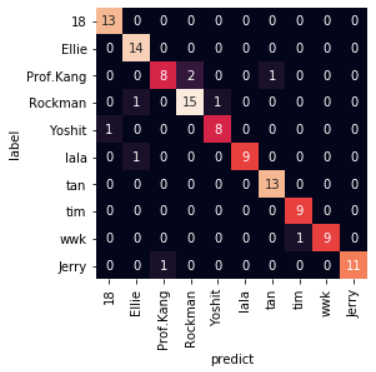 18 13 0 0 0 0 0 0 0 0 0
Ellie 0 14 0 0 0 0 0 0 0 0
Prof.Kang 0 0 8 2 0 0 1 0 0 0
Rockman 0 1 0 15 1 0 0 0 0 0
Yoshit 1 0 0 0 8 0 0 0 0 0
lala 0 1 0 0 0 9 0 0 0 0
tan 0 0 0 0 0 0 13 0 0 0
tim 0 0 0 0 0 0 0 9 0 0
wwk 0 0 0 0 0 0 0 1 9 0
Jerry 0 0 1 0 0 0 0 0 0 11
label
18 Ellie Prof.Kang Rockman Yoshit lala tan tim wwk Jerry
predict